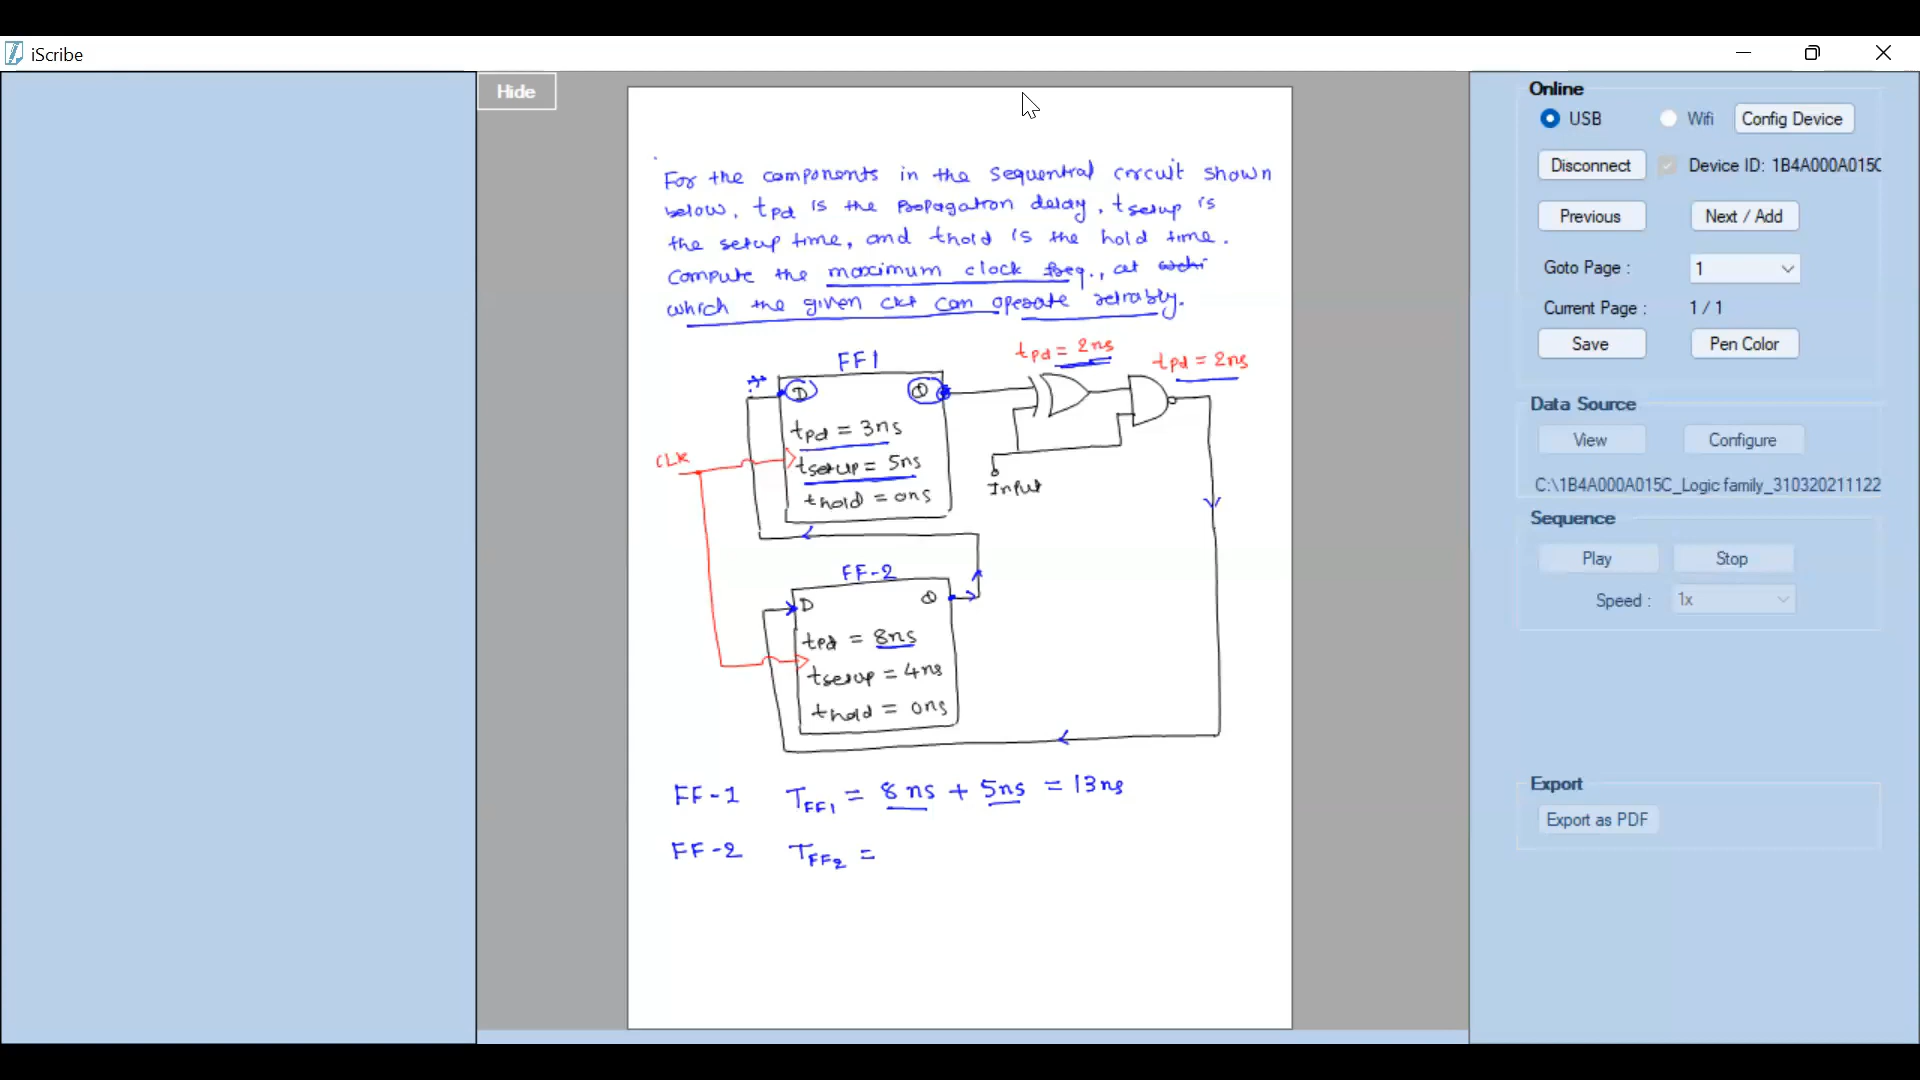 iScribe
Hide
For the components in the sequential circuit shown
below, tpd is the propagation delay, tsetup is
the setup time, and thold is the hold time.
Compute the maximum clock freq., at
which the given ckt can operate reliably.
FF1
tpd = 2ns
tpd = 2ns
D Q
tpd = 3ns
CLK
tsetup = 5ns
thold = 0ns
Input
FF-2
D Q
tpd = 8ns
tsetup = 4ns
thold = 0ns
FF-1 TFF1 = 8ns + 5ns = 13ns
FF-2 TFF2 =
Online
USB Wifi Config Device
Disconnect Device ID: 1B4A000A015C
Previous Next / Add
Goto Page : 1
Current Page : 1 / 1
Save Pen Color
Data Source
View Configure
C:\1B4A000A015C_Logic family_310320211122
Sequence
Play Stop
Speed : 1x
Export
Export as PDF